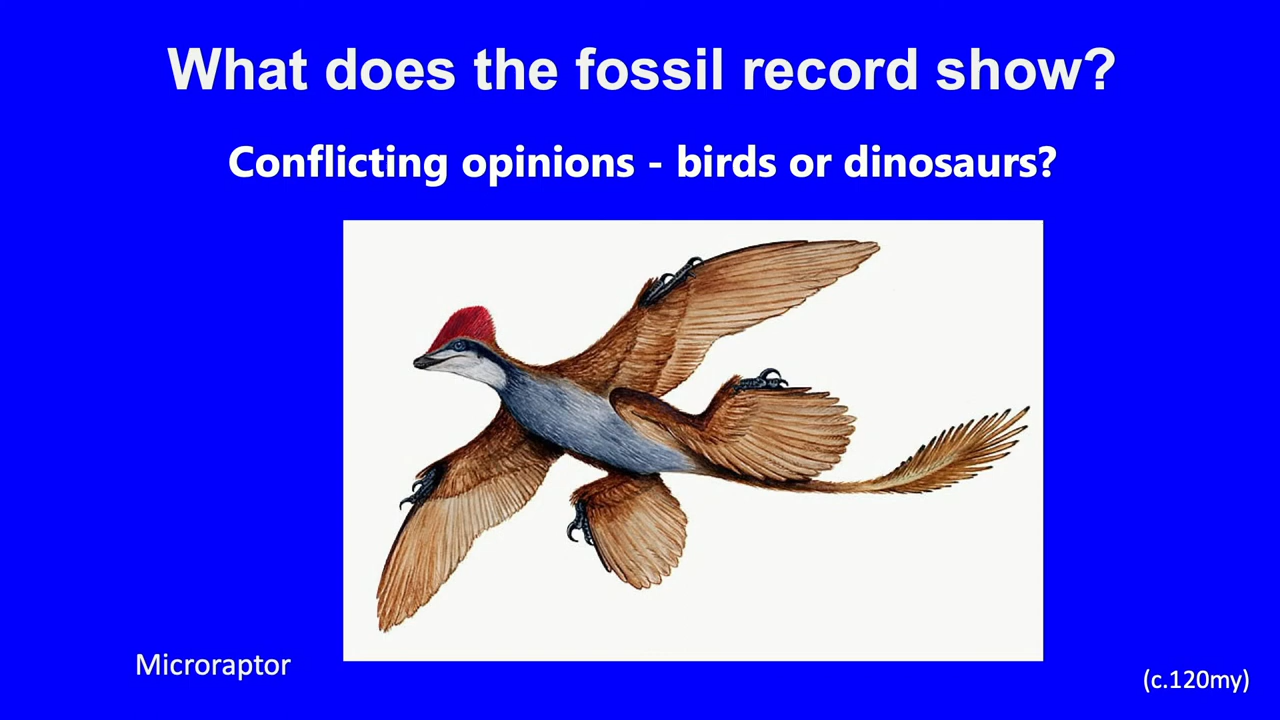 What does the fossil record show?
Conflicting opinions - birds or dinosaurs?
Microraptor
(c.120my)